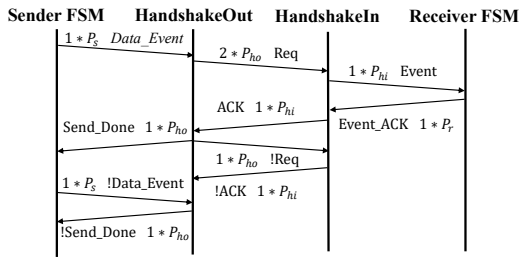 Sender FSM HandshakeOut HandshakeIn Receiver FSM
1 * P_s Data_Event
2 * P_ho Req
1 * P_hi Event
ACK 1 * P_hi
Event_ACK 1 * P_r
Send_Done 1 * P_ho
1 * P_ho !Req
1 * P_s !Data_Event
!ACK 1 * P_hi
!Send_Done 1 * P_ho